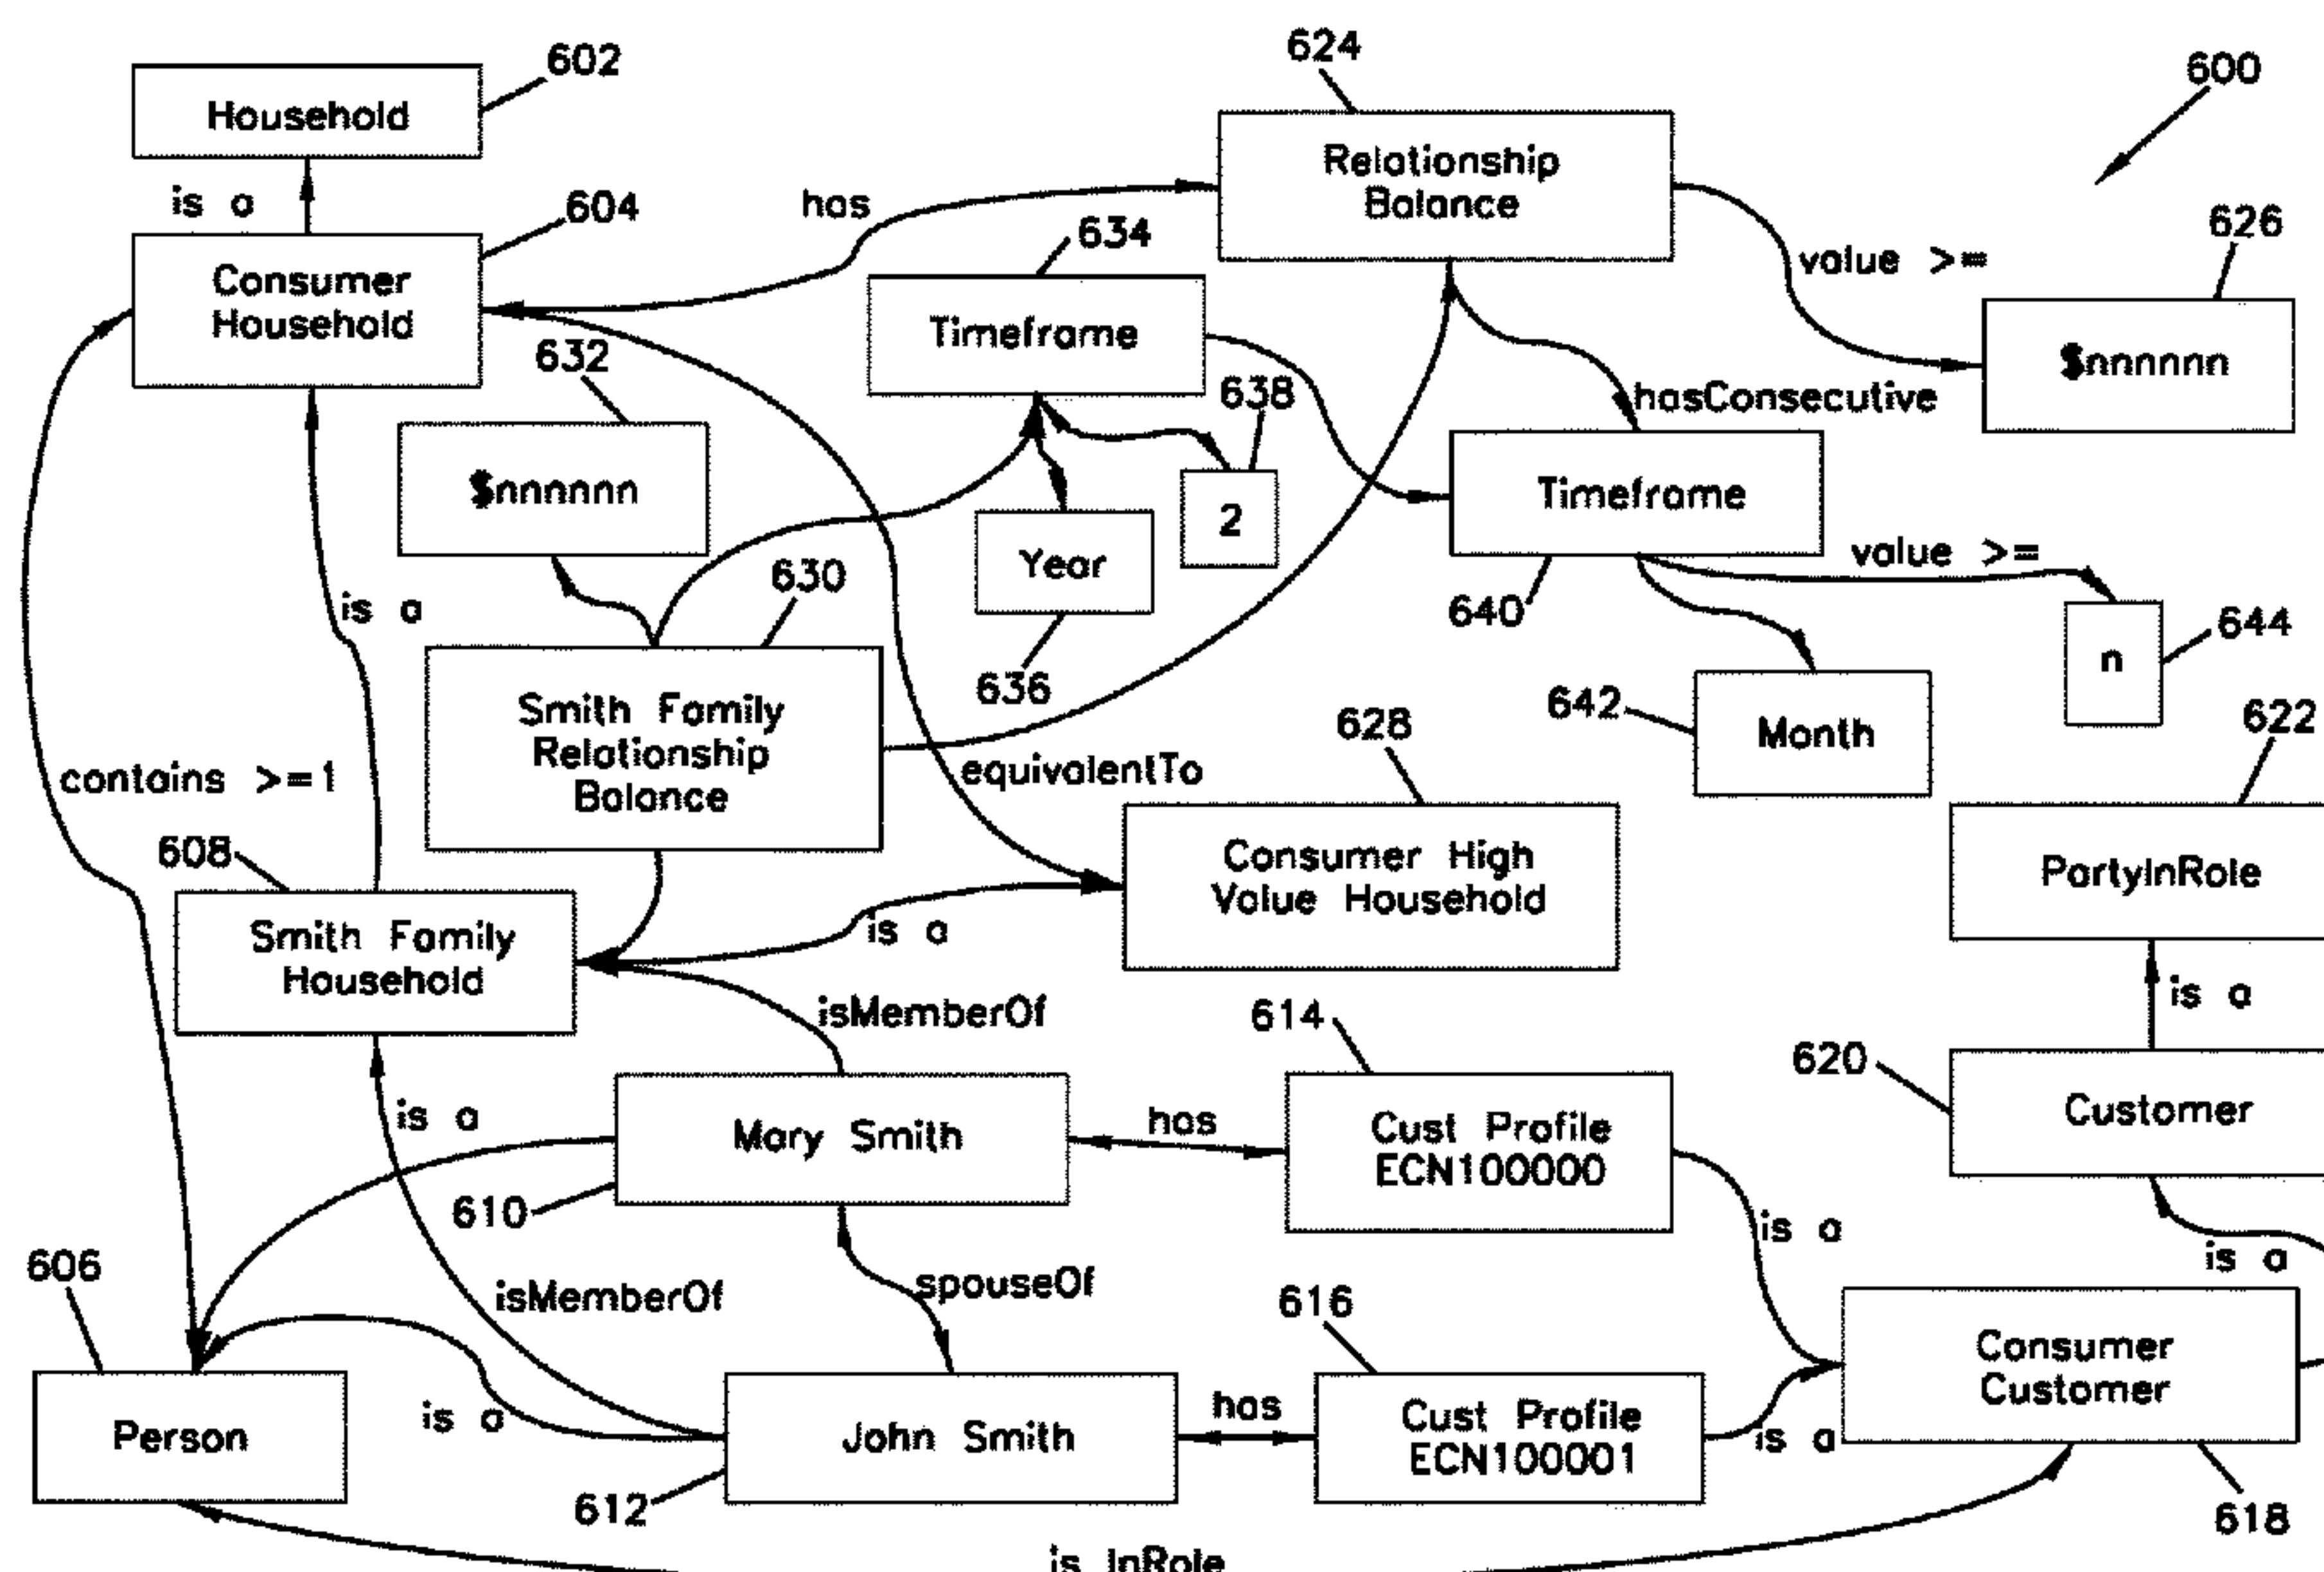 602
Household
is a
604
Consumer
Household
624
Relationship
Balance
600
has
634
Timeframe
value >=
626
$nnnnnn
632
$nnnnnn
638
2
hasConsecutive
Timeframe
Year
636
630
is a
640
value >=
n
644
642
Month
Smith Family
Relationship
Balance
equivalentTo
628
Consumer High
Value Household
622
PartyInRole
contains >=1
608
Smith Family
Household
is a
isMemberOf
is a
614
620
Customer
is a
Mary Smith
610
has
Cust Profile
ECN100000
is a
is a
606
Person
isMemberOf
spouseOf
616
is a
John Smith
612
has
Cust Profile
ECN100001
is a
Consumer
Customer
618
is InRole